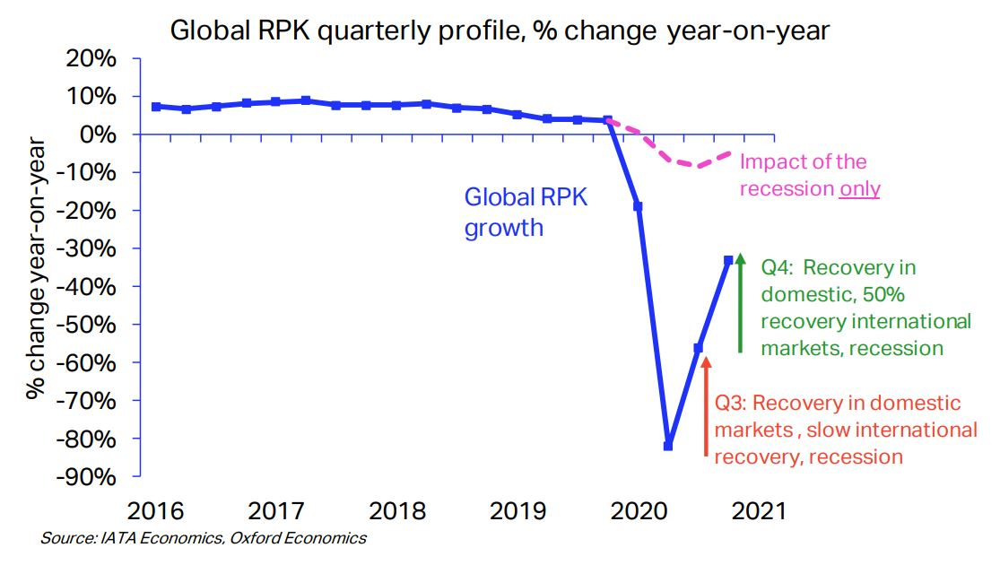 Global RPK quarterly profile, % change year-on-year
20%
10%
0%
-10%
-20%
-30%
-40%
-50%
-60%
-70%
-80%
-90%
% change year-on-year
Impact of the
recession only
Global RPK
growth
Q4: Recovery in
domestic, 50%
recovery international
markets, recession
Q3: Recovery in domestic
markets , slow international
recovery, recession
2016 2017 2018 2019 2020 2021
Source: IATA Economics, Oxford Economics